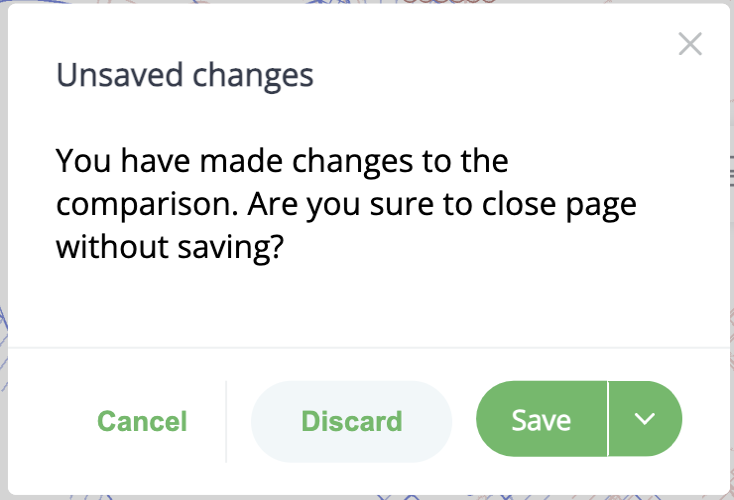 Unsaved changes
You have made changes to the
comparison. Are you sure to close page
without saving?
Cancel
Discard
Save